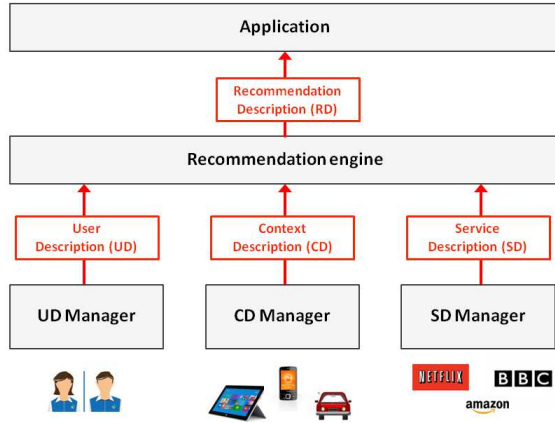 Application
Recommendation
Description (RD)
Recommendation engine
User
Description (UD)
Context
Description (CD)
Service
Description (SD)
UD Manager
CD Manager
SD Manager
NETFLIX
BBC
amazon